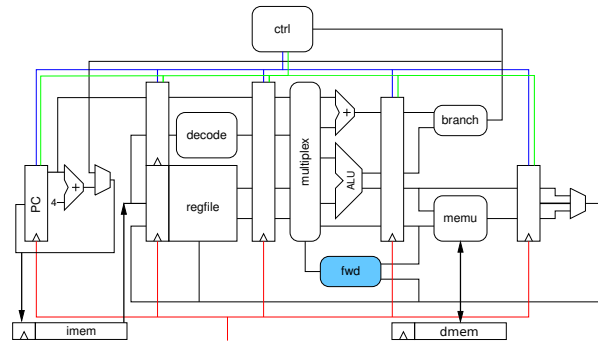 ctrl
branch
decode
+
multiplex
ALU
PC
+
4
regfile
memu
fwd
imem
dmem